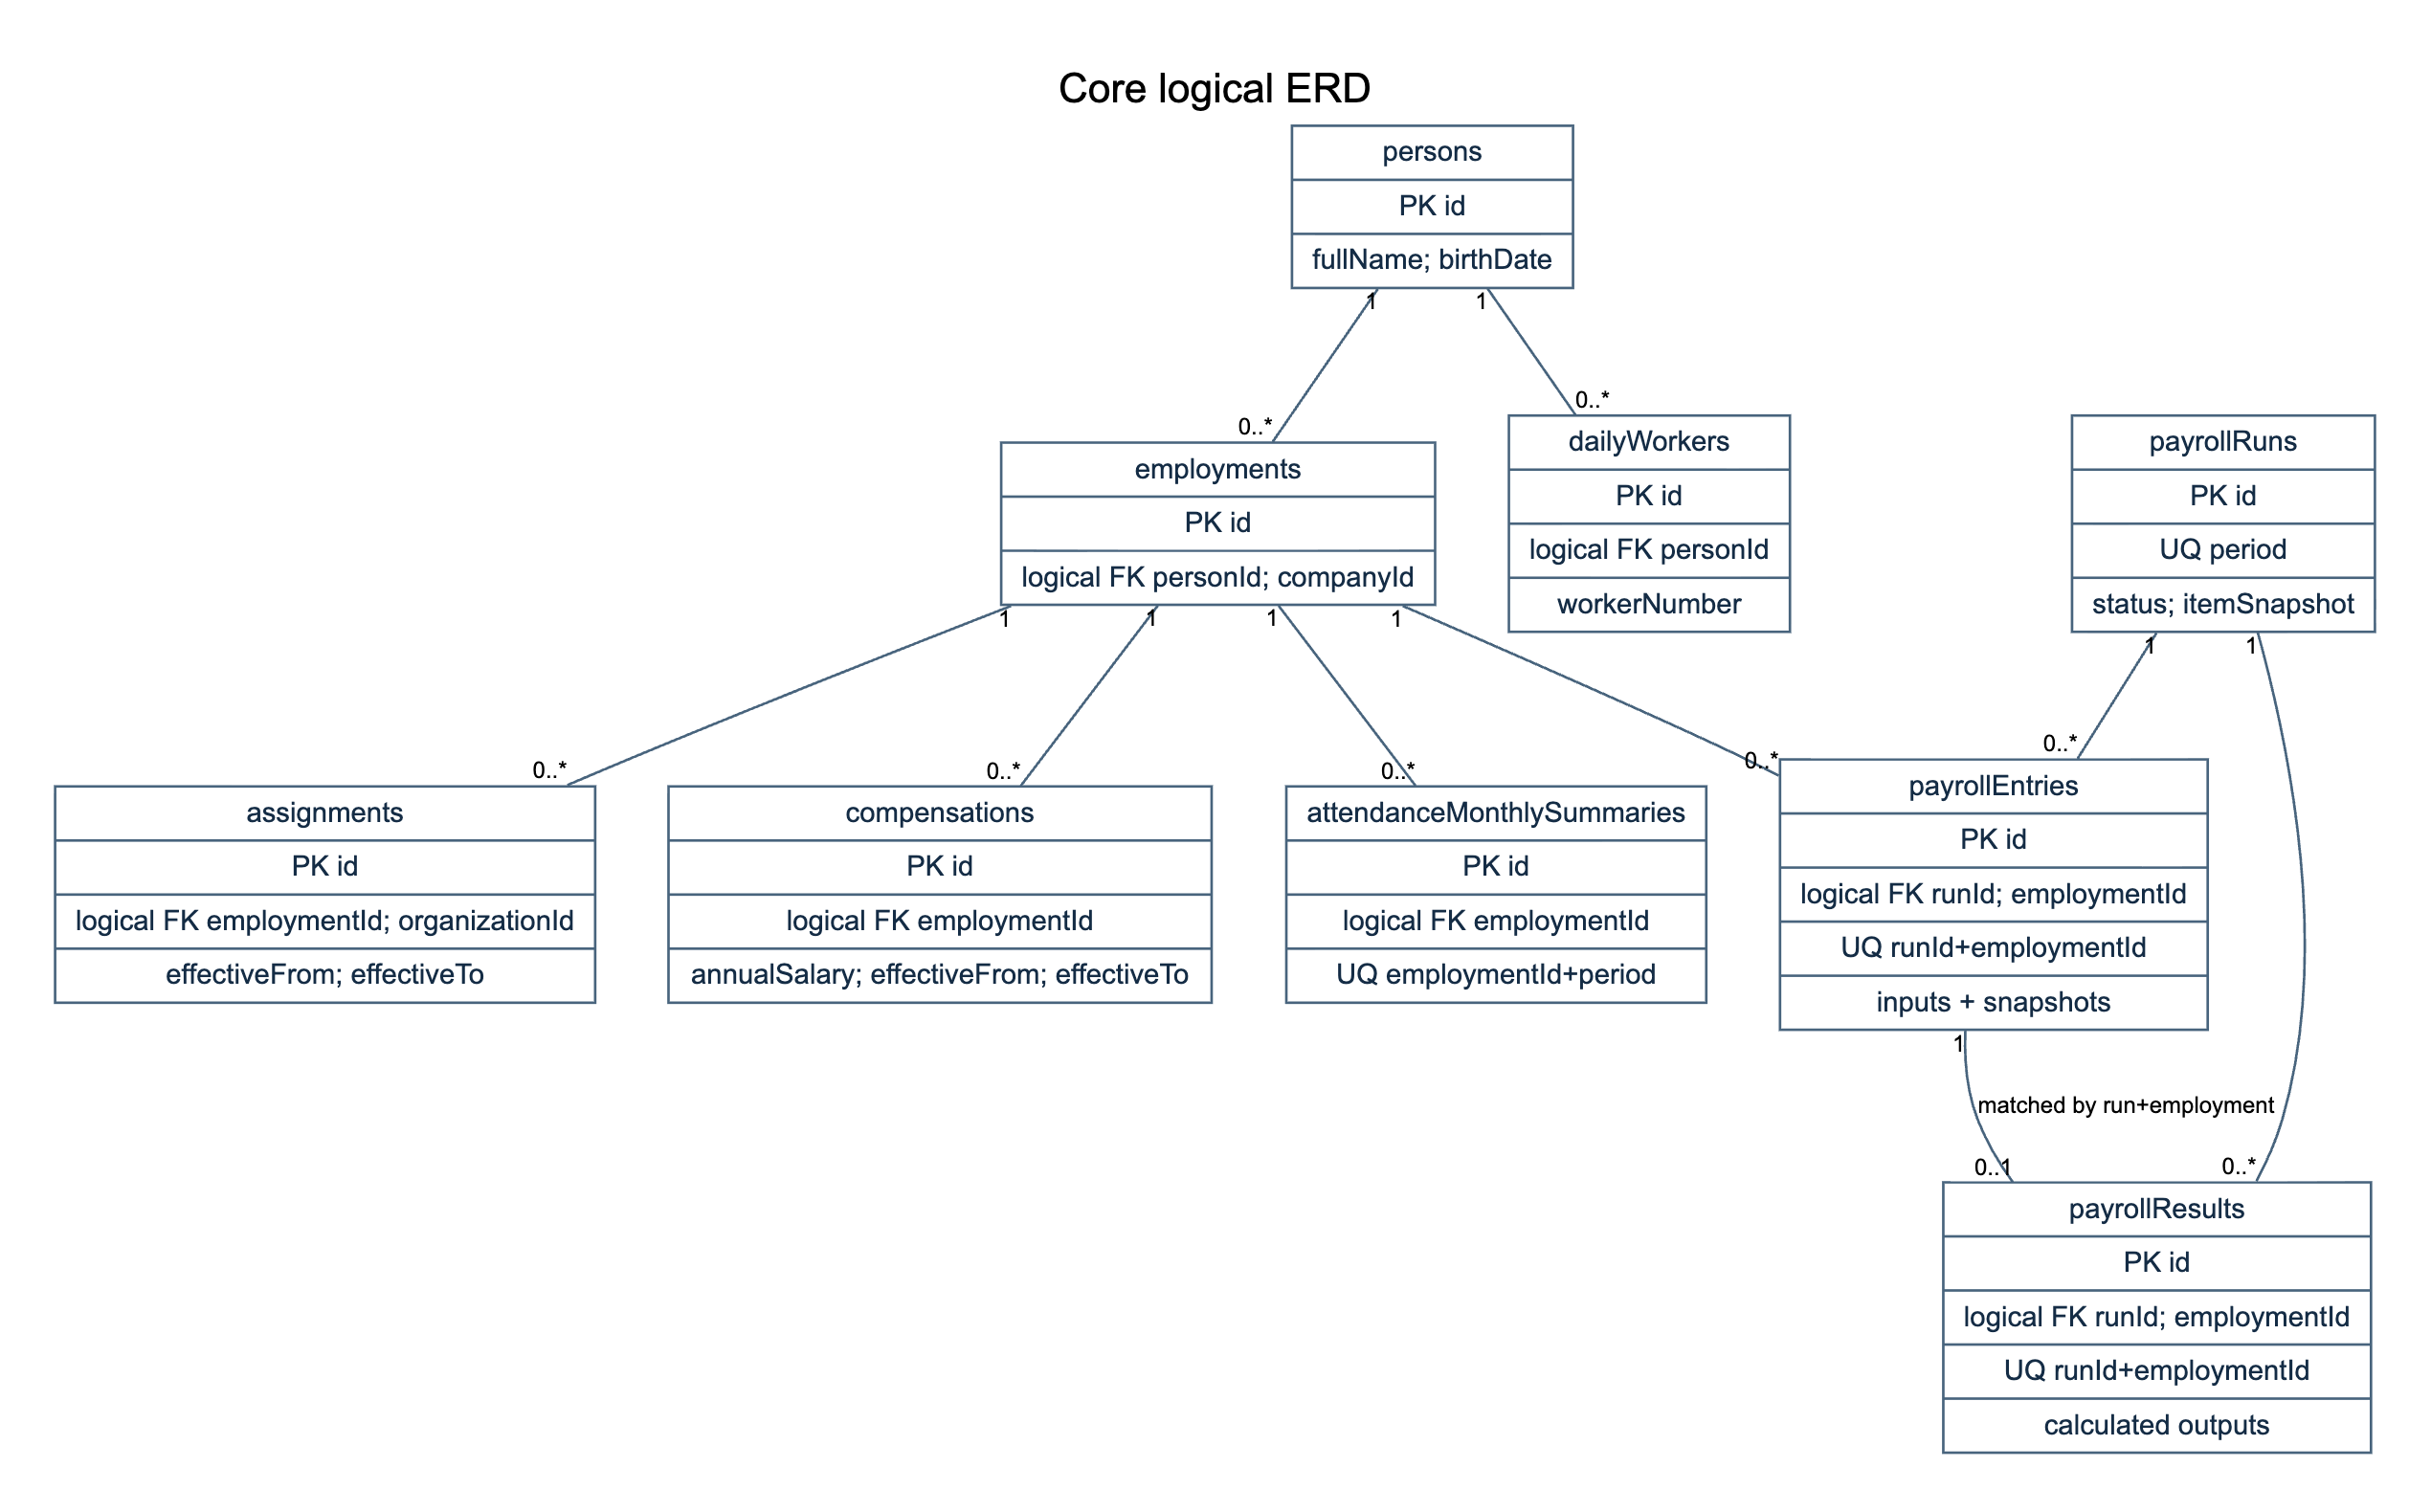 Core logical ERD
persons
PK id
fullName; birthDate
1
1
0..*
0..*
employments
PK id
logical FK personId; companyId
dailyWorkers
PK id
logical FK personId
workerNumber
payrollRuns
PK id
UQ period
status; itemSnapshot
1
1
1
1
1
1
0..*
0..*
0..*
0..*
0..*
assignments
PK id
logical FK employmentId; organizationId
effectiveFrom; effectiveTo
compensations
PK id
logical FK employmentId
annualSalary; effectiveFrom; effectiveTo
attendanceMonthlySummaries
PK id
logical FK employmentId
UQ employmentId+period
payrollEntries
PK id
logical FK runId; employmentId
UQ runId+employmentId
inputs + snapshots
1
matched by run+employment
0..1
0..*
payrollResults
PK id
logical FK runId; employmentId
UQ runId+employmentId
calculated outputs